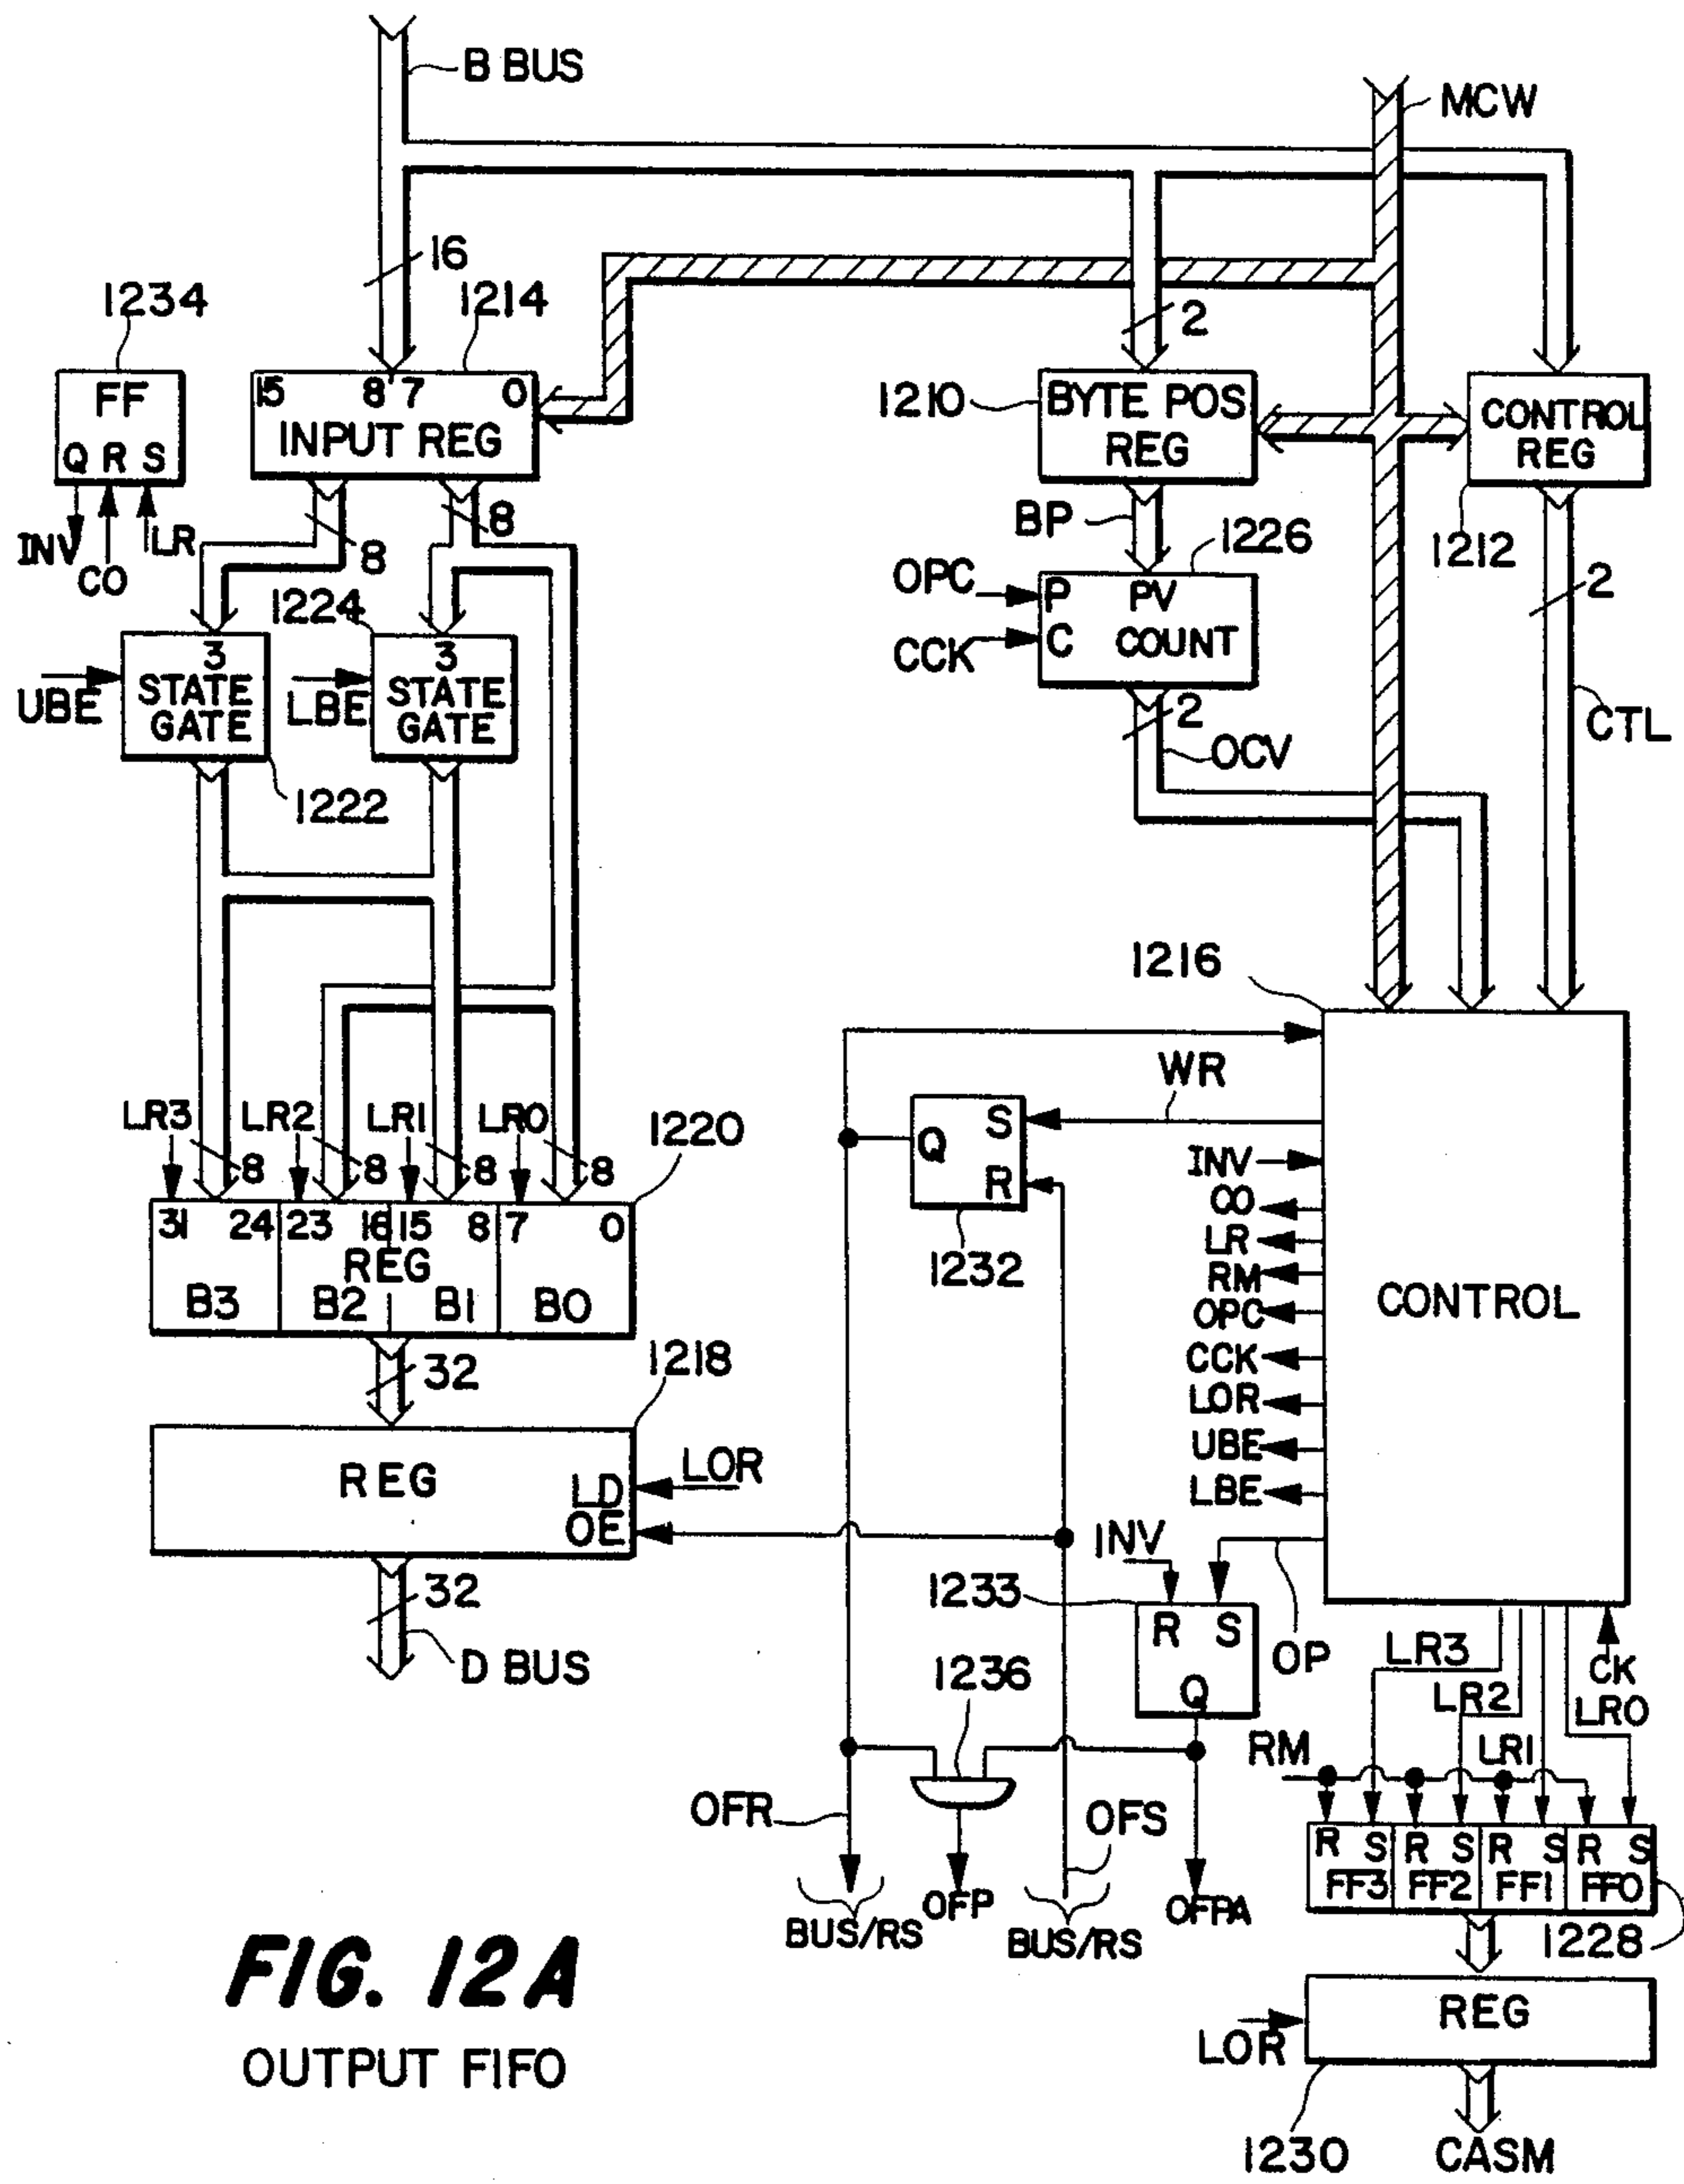 B BUS
MCW
16
2
1234
1214
FF
Q R S
15 8 7 0
INPUT REG
1210
BYTE POS
REG
CONTROL
REG
INV
CO
LR
8
8
BP
1226
1212
OPC
CCK
P PV
C COUNT
2
1224
UBE
3
STATE
GATE
LBE
3
STATE
GATE
2
OCV
CTL
1222
1216
WR
LR3
LR2
LR1
LR0
8
8
8
8
1220
31 24 23 16 15 8 7 0
REG
B3 B2 B1 B0
Q S
R
1232
INV
CO
LR
RM
OPC
CCK
LOR
UBE
LBE
CONTROL
32
1218
REG
LD
OE
LOR
32
D BUS
INV
1233
R S
Q
OP
1236
LR3
LR2
LR1
CK
LR0
RM
OFR
OFS
OFP
OFPA
BUS/RS
BUS/RS
R S R S R S R S
FF3 FF2 FF1 FF0
1228
REG
LOR
1230
CASM
FIG. 12A
OUTPUT FIFO